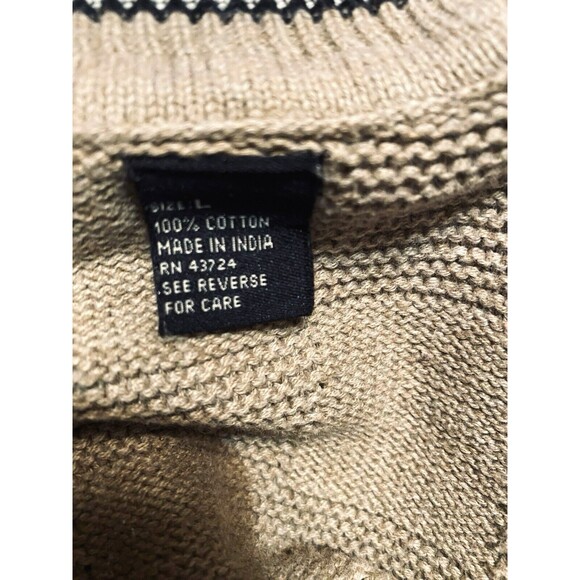 SIZE: L
100% COTTON
MADE IN INDIA
RN 43724
SEE REVERSE
FOR CARE